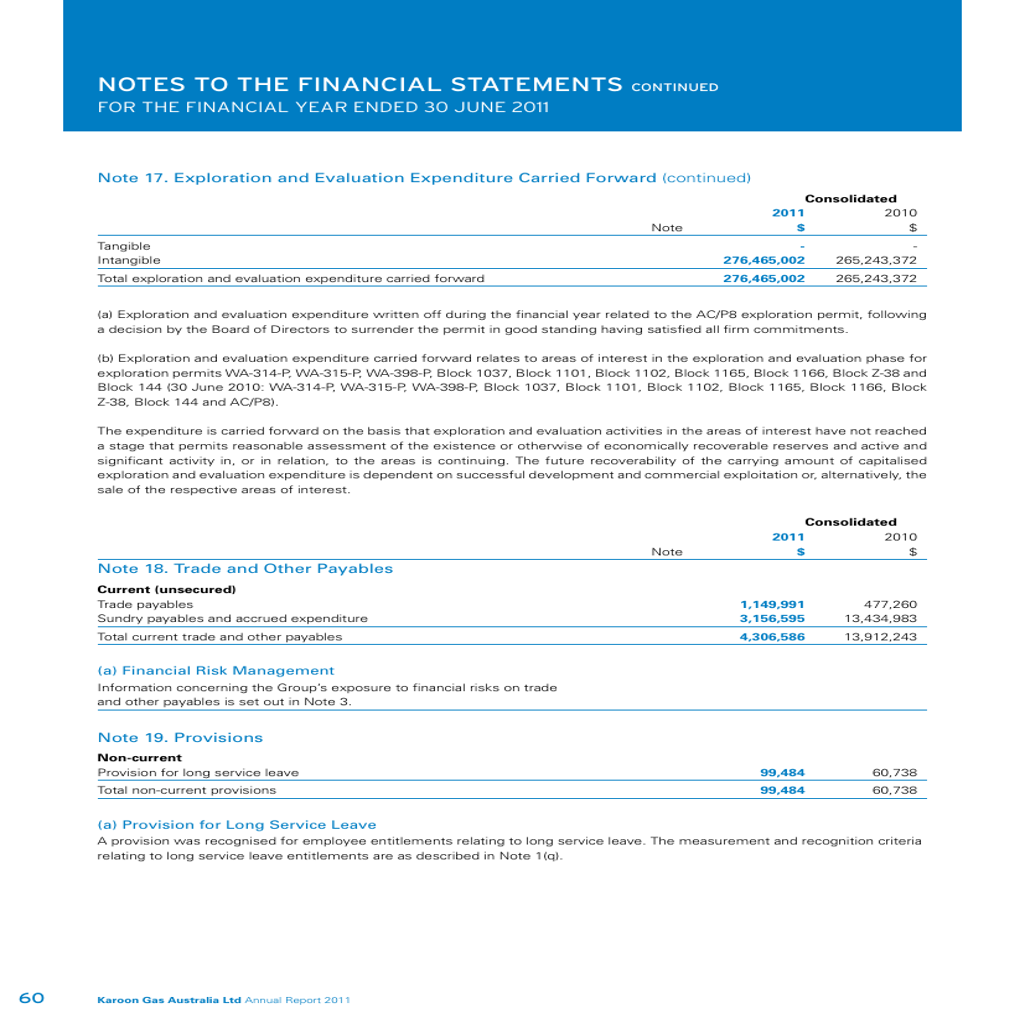 NOTES TO THE FINANCIAL STATEMENTS CONTINUED
FOR THE FINANCIAL YEAR ENDED 30 JUNE 2011
Note 17. Exploration and Evaluation Expenditure Carried Forward (continued)
Consolidated
2011 2010
Note $ $
Tangible - -
Intangible 276,465,002 265,243,372
Total exploration and evaluation expenditure carried forward 276,465,002 265,243,372
(a) Exploration and evaluation expenditure written off during the financial year related to the AC/P8 exploration permit, following
a decision by the Board of Directors to surrender the permit in good standing having satisfied all firm commitments.
(b) Exploration and evaluation expenditure carried forward relates to areas of interest in the exploration and evaluation phase for
exploration permits WA-314-P, WA-315-P, WA-398-P, Block 1037, Block 1101, Block 1102, Block 1165, Block 1166, Block Z-38 and
Block 144 (30 June 2010: WA-314-P, WA-315-P, WA-398-P, Block 1037, Block 1101, Block 1102, Block 1165, Block 1166, Block
Z-38, Block 144 and AC/P8).
The expenditure is carried forward on the basis that exploration and evaluation activities in the areas of interest have not reached
a stage that permits reasonable assessment of the existence or otherwise of economically recoverable reserves and active and
significant activity in, or in relation, to the areas is continuing. The future recoverability of the carrying amount of capitalised
exploration and evaluation expenditure is dependent on successful development and commercial exploitation or, alternatively, the
sale of the respective areas of interest.
Consolidated
2011 2010
Note $ $
Note 18. Trade and Other Payables
Current (unsecured)
Trade payables 1,149,991 477,260
Sundry payables and accrued expenditure 3,156,595 13,434,983
Total current trade and other payables 4,306,586 13,912,243
(a) Financial Risk Management
Information concerning the Group's exposure to financial risks on trade
and other payables is set out in Note 3.
Note 19. Provisions
Non-current
Provision for long service leave 99,484 60,738
Total non-current provisions 99,484 60,738
(a) Provision for Long Service Leave
A provision was recognised for employee entitlements relating to long service leave. The measurement and recognition criteria
relating to long service leave entitlements are as described in Note 1(q).
60 Karoon Gas Australia Ltd Annual Report 2011